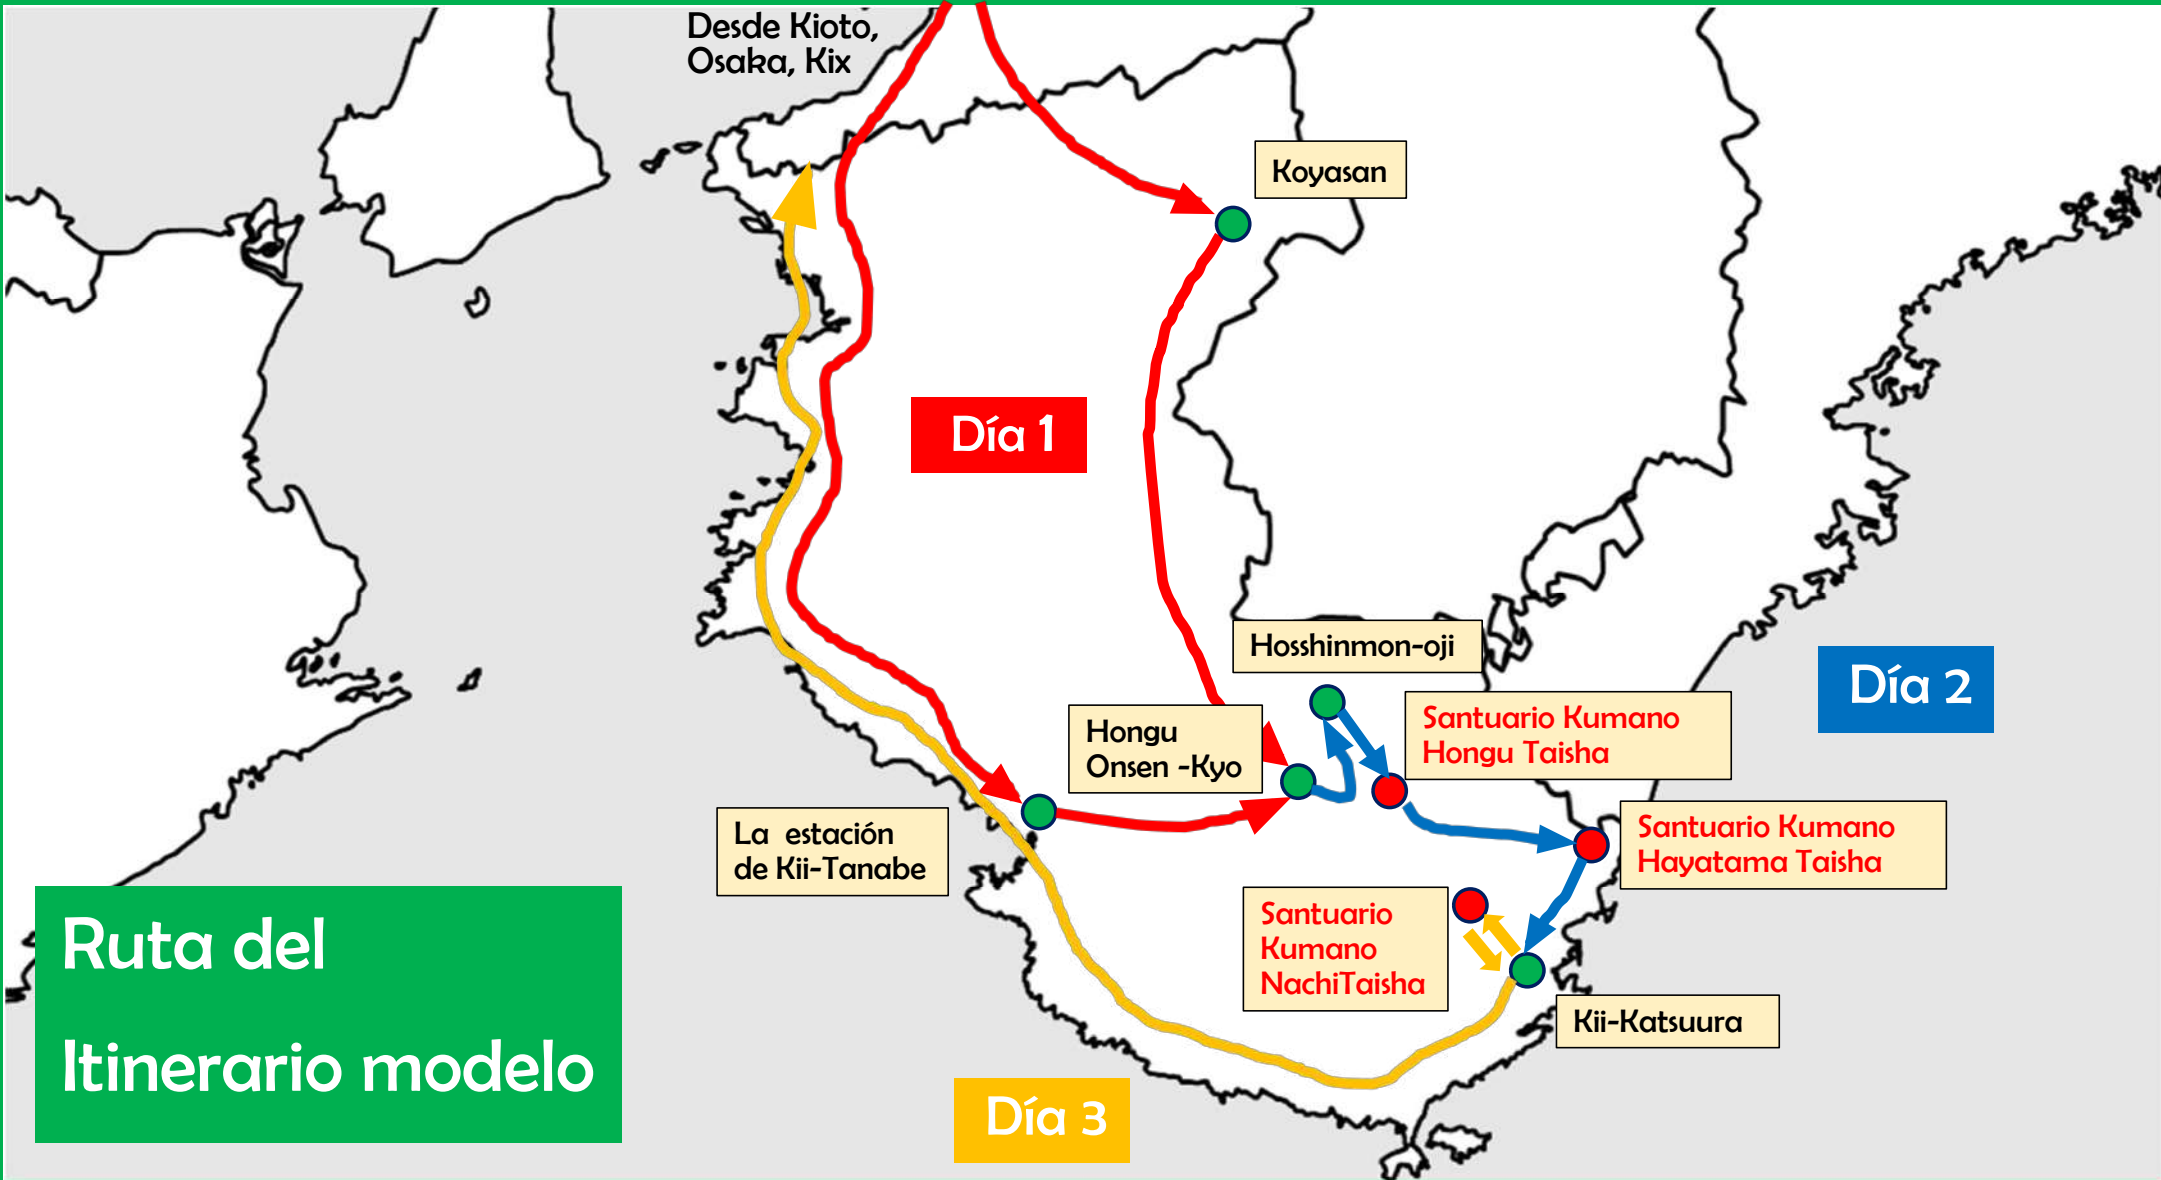 Desde Kioto,
Osaka, Kix
Koyasan
Día 1
Hosshinmon-oji
Día 2
Santuario Kumano
Hongu Taisha
Hongu
Onsen -Kyo
La  estación
de Kii-Tanabe
Santuario Kumano
Hayatama Taisha
Santuario
Kumano
NachiTaisha
Kii-Katsuura
Ruta del
Itinerario modelo
Día 3